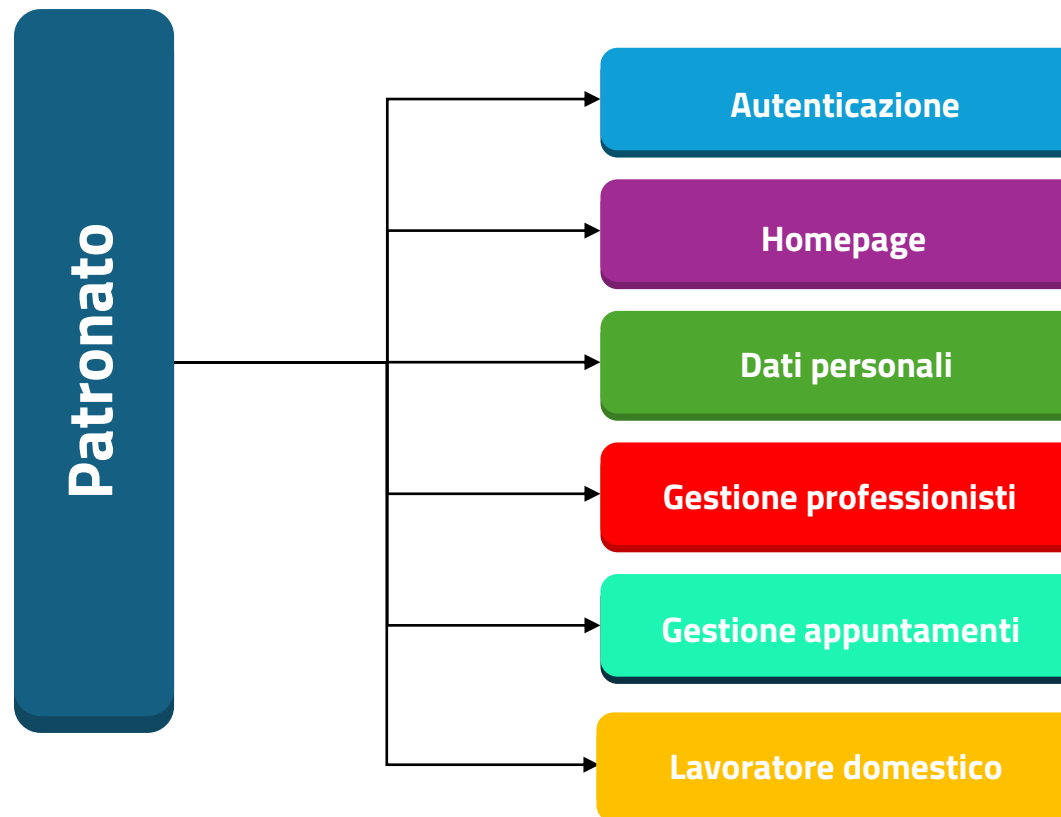 Patronato
Autenticazione
Homepage
Dati personali
Gestione professionisti
Gestione appuntamenti
Lavoratore domestico